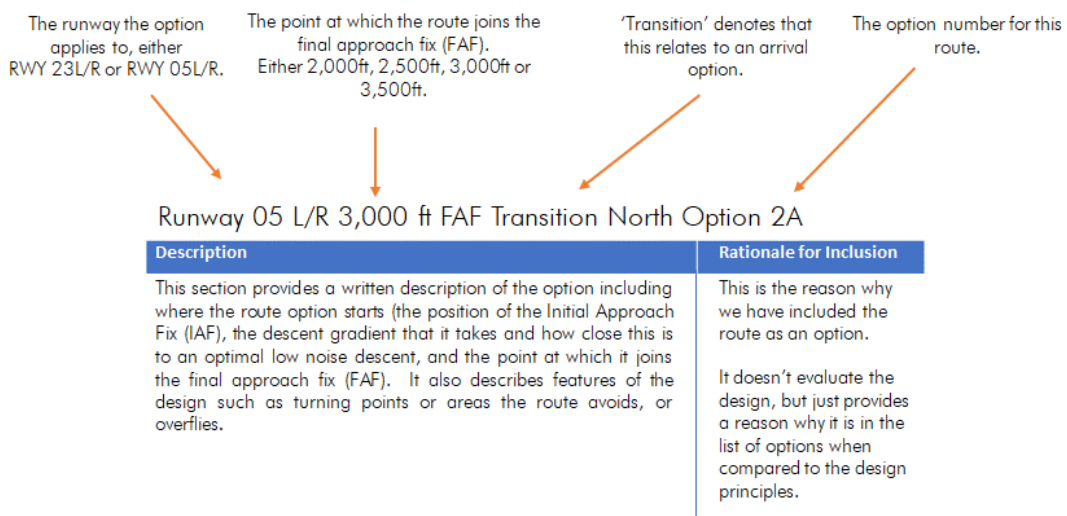 The runway the option
applies to, either
RWY 23L/R or RWY 05L/R.
The point at which the route joins the
final approach fix (FAF).
Either 2,000ft, 2,500ft, 3,000ft or
3,500ft.
‘Transition’ denotes that
this relates to an arrival
option.
The option number for this
route.
Runway 05 L/R 3,000 ft FAF Transition North Option 2A
Description
This section provides a written description of the option including
where the route option starts (the position of the Initial Approach
Fix (IAF), the descent gradient that it takes and how close this is
to an optimal low noise descent, and the point at which it joins
the final approach fix (FAF). It also describes features of the
design such as turning points or areas the route avoids, or
overflies.
Rationale for Inclusion
This is the reason why
we have included the
route as an option.
It doesn’t evaluate the
design, but just provides
a reason why it is in the
list of options when
compared to the design
principles.